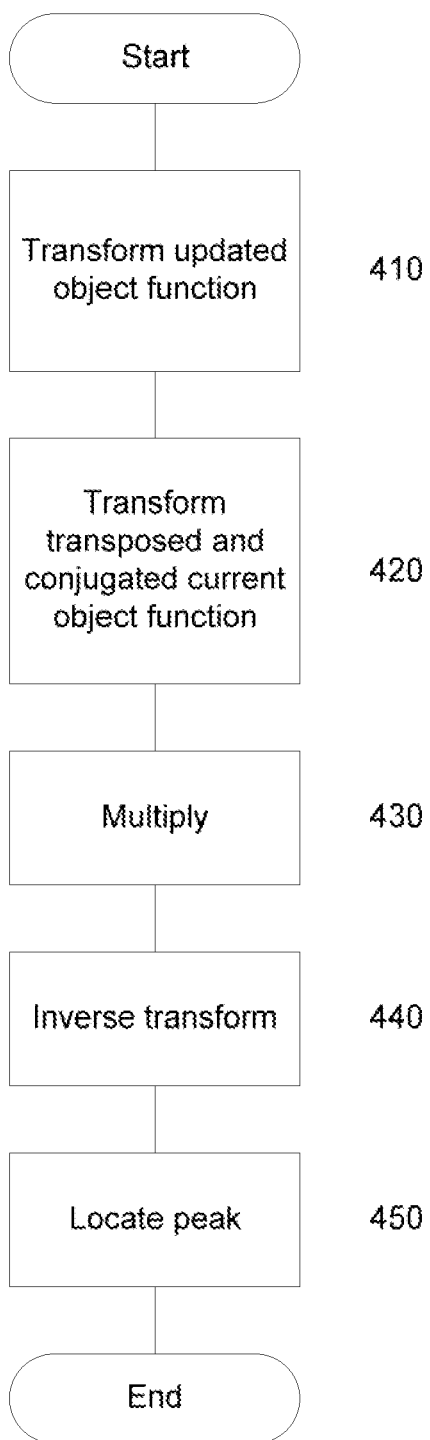 Start
Transform updated
object function
410
Transform
transposed and
conjugated current
object function
420
Multiply
430
Inverse transform
440
Locate peak
450
End